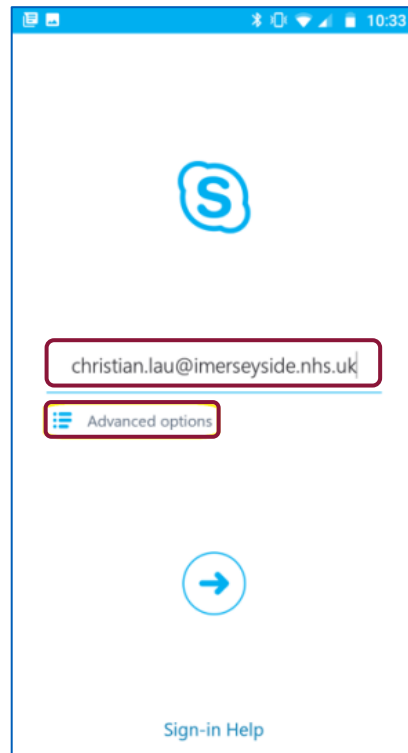 10:33
S
christian.lau@imerseyside.nhs.uk
Advanced options
Sign-in Help